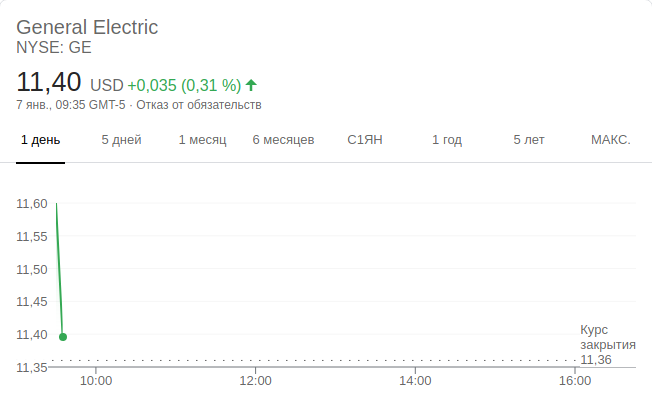 General Electric
NYSE: GE
11,40 USD +0,035 (0,31 %)
7 янв., 09:35 GMT-5 · Отказ от обязательств
1 день 5 дней 1 месяц 6 месяцев С1ЯН 1 год 5 лет МАКС.
11,60
11,55
11,50
11,45
11,40
11,35
Курс
закрытия
11,36
10:00 12:00 14:00 16:00